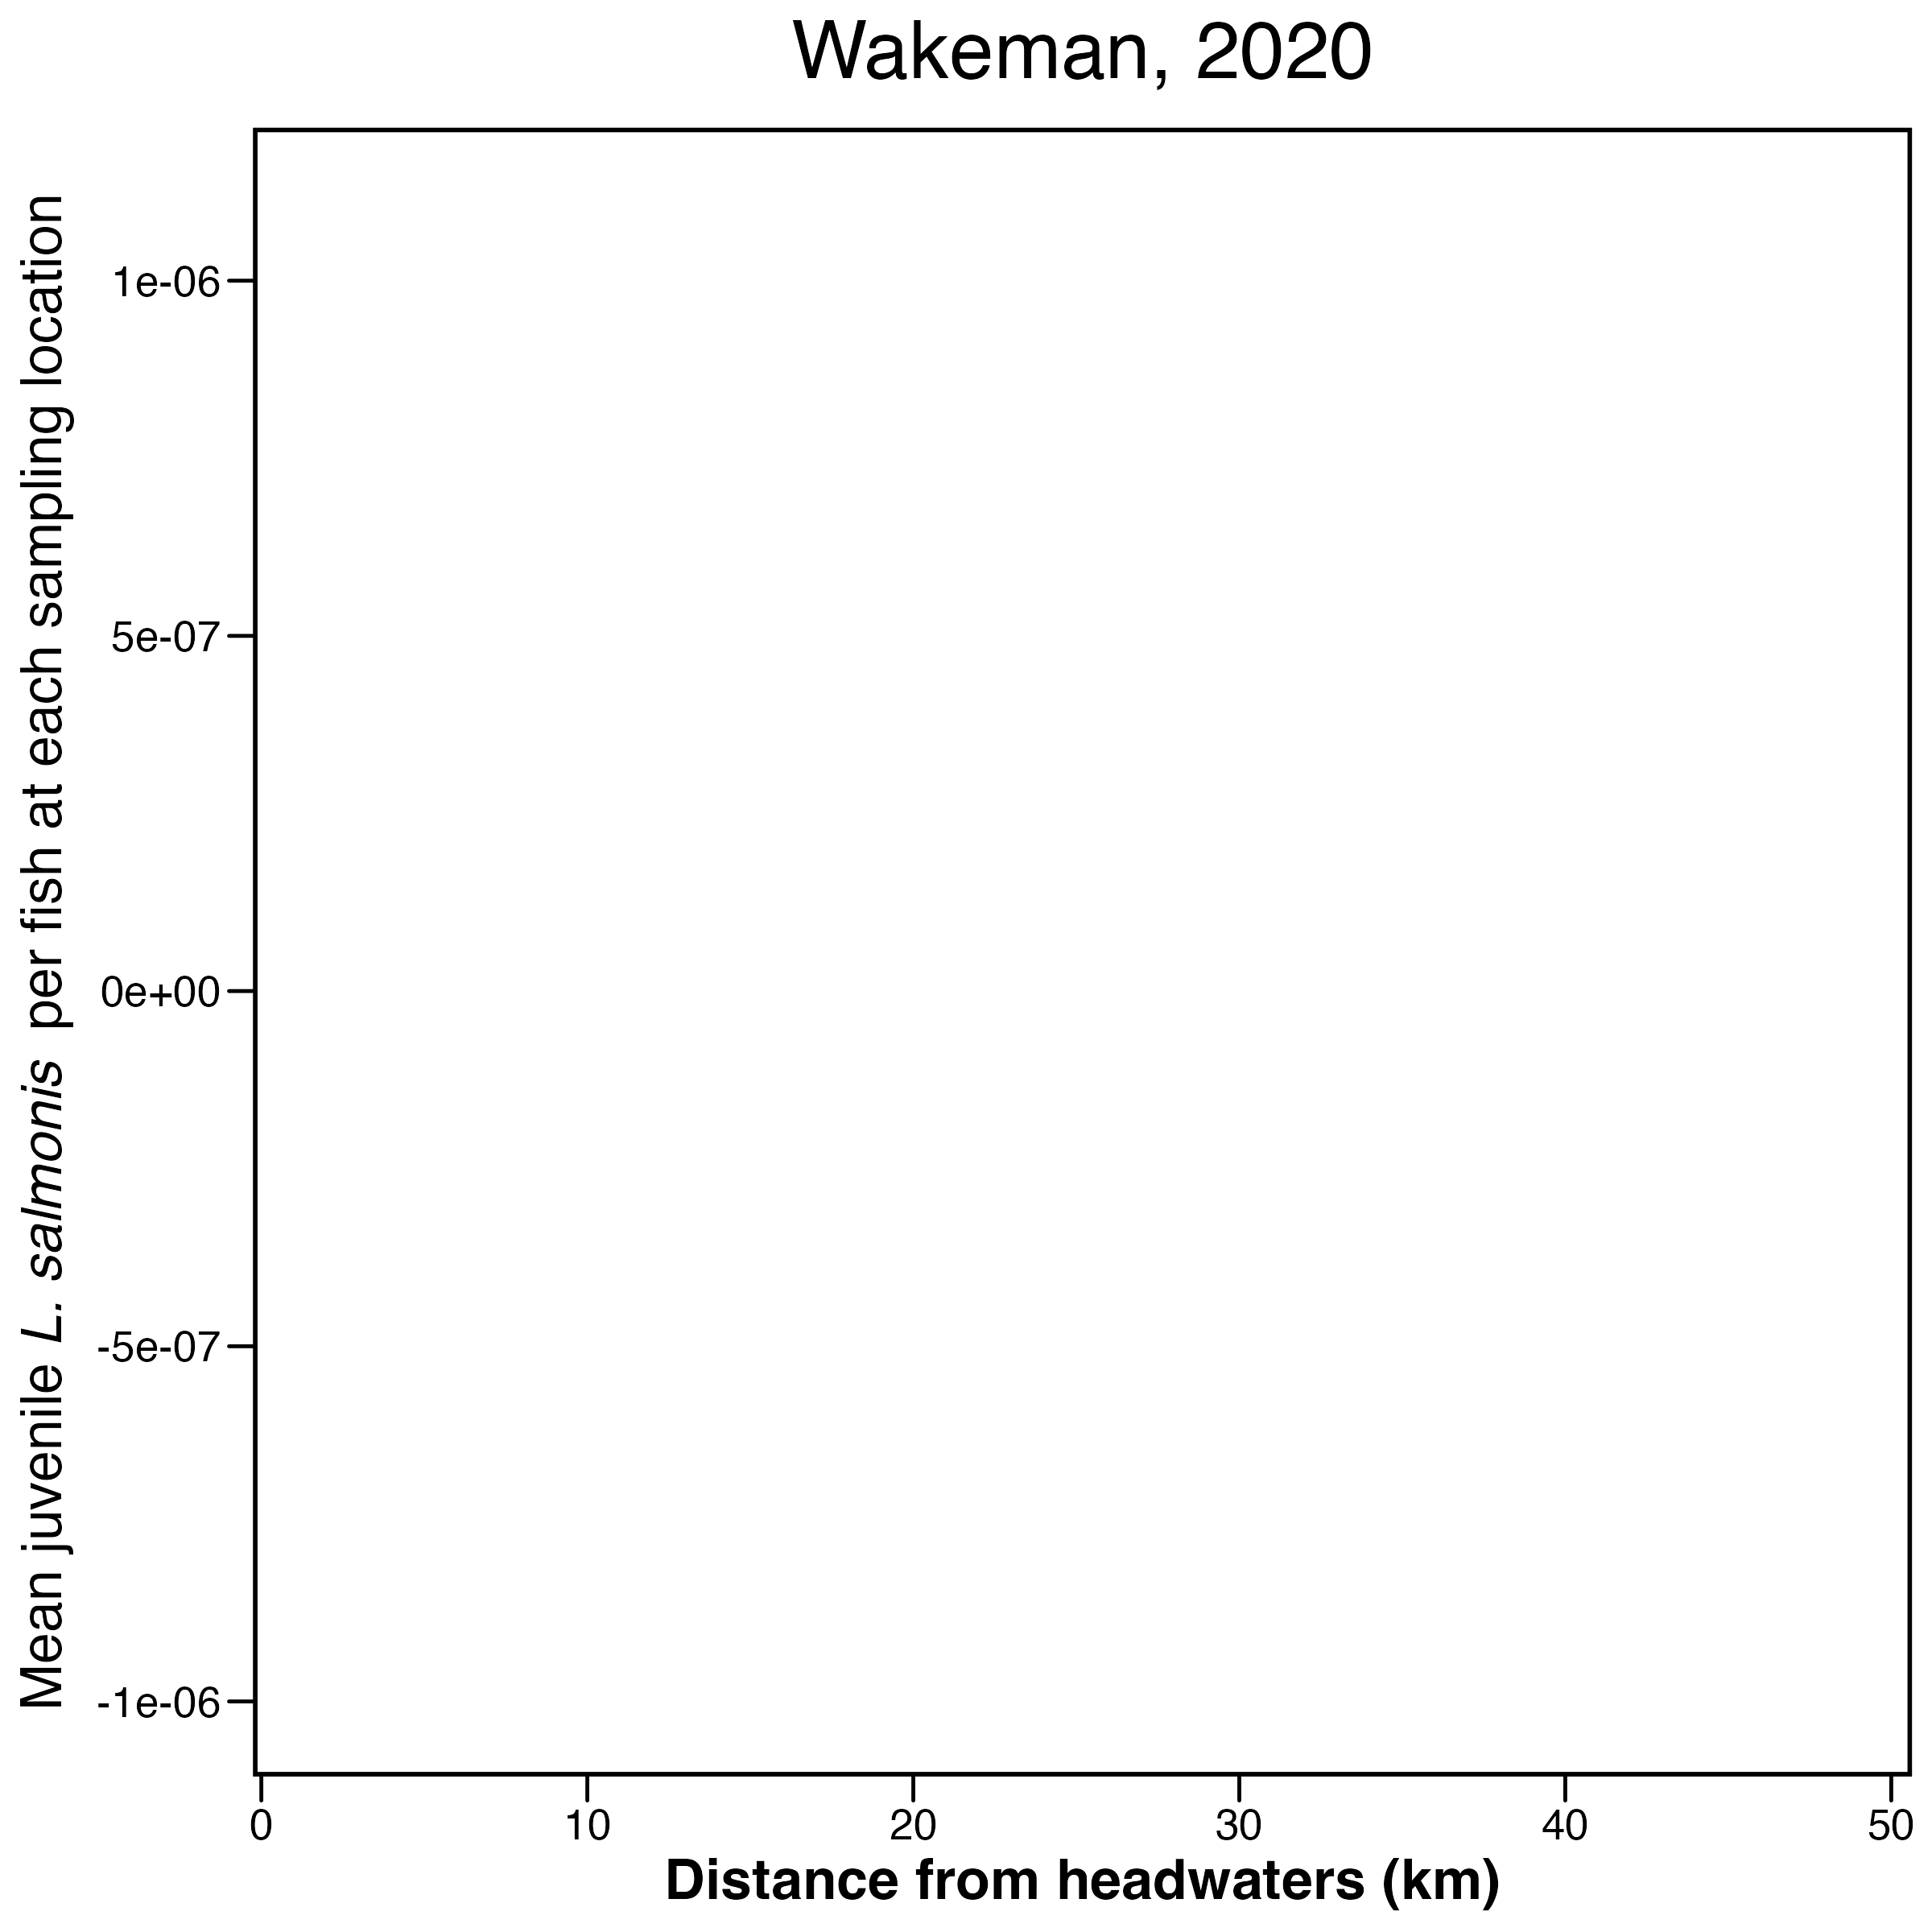 Wakeman, 2020
Mean juvenile L. salmonis per fish at each sampling location
1e-06
5e-07
0e+00
-5e-07
-1e-06
0 10 20 30 40 50
Distance from headwaters (km)